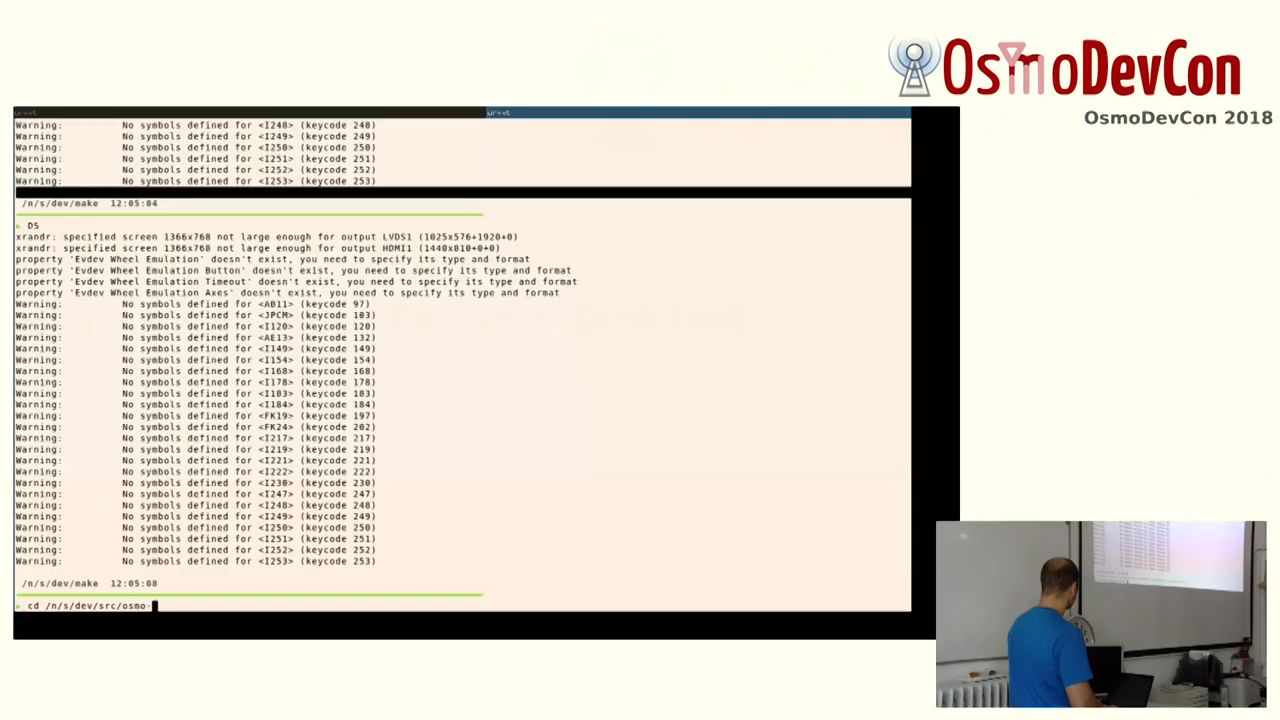 OsmoDevCon
OsmoDevCon 2018
urxvt
urxvt
Warning: No symbols defined for <I248> (keycode 248)
Warning: No symbols defined for <I249> (keycode 249)
Warning: No symbols defined for <I250> (keycode 250)
Warning: No symbols defined for <I251> (keycode 251)
Warning: No symbols defined for <I252> (keycode 252)
Warning: No symbols defined for <I253> (keycode 253)
/n/s/dev/make 12:05:04
DS
xrandr: specified screen 1366x768 not large enough for output LVDS1 (1025x576+1920+0)
xrandr: specified screen 1366x768 not large enough for output HDMI1 (1440x810+0+0)
property 'Evdev Wheel Emulation' doesn't exist, you need to specify its type and format
property 'Evdev Wheel Emulation Button' doesn't exist, you need to specify its type and format
property 'Evdev Wheel Emulation Timeout' doesn't exist, you need to specify its type and format
property 'Evdev Wheel Emulation Axes' doesn't exist, you need to specify its type and format
Warning: No symbols defined for <AB11> (keycode 97)
Warning: No symbols defined for <JPCM> (keycode 103)
Warning: No symbols defined for <I120> (keycode 120)
Warning: No symbols defined for <AE13> (keycode 132)
Warning: No symbols defined for <I149> (keycode 149)
Warning: No symbols defined for <I154> (keycode 154)
Warning: No symbols defined for <I168> (keycode 168)
Warning: No symbols defined for <I178> (keycode 178)
Warning: No symbols defined for <I183> (keycode 183)
Warning: No symbols defined for <I184> (keycode 184)
Warning: No symbols defined for <FK19> (keycode 197)
Warning: No symbols defined for <FK24> (keycode 202)
Warning: No symbols defined for <I217> (keycode 217)
Warning: No symbols defined for <I219> (keycode 219)
Warning: No symbols defined for <I221> (keycode 221)
Warning: No symbols defined for <I222> (keycode 222)
Warning: No symbols defined for <I230> (keycode 230)
Warning: No symbols defined for <I247> (keycode 247)
Warning: No symbols defined for <I248> (keycode 248)
Warning: No symbols defined for <I249> (keycode 249)
Warning: No symbols defined for <I250> (keycode 250)
Warning: No symbols defined for <I251> (keycode 251)
Warning: No symbols defined for <I252> (keycode 252)
Warning: No symbols defined for <I253> (keycode 253)
/n/s/dev/make 12:05:08
cd /n/s/dev/src/osmo-